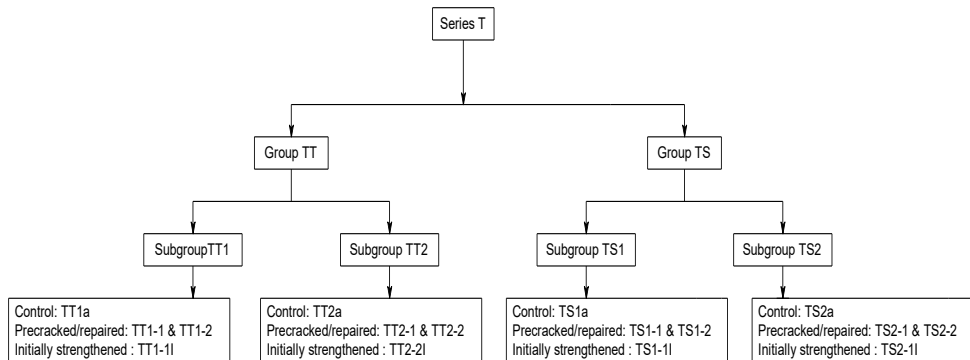 Series T
Group TT
Group TS
SubgroupTT1
Subgroup TT2
Subgroup TS1
Subgroup TS2
Control: TT1a
Precracked/repaired: TT1-1 & TT1-2
Initially strengthened : TT1-1I
Control: TT2a
Precracked/repaired: TT2-1 & TT2-2
Initially strengthened : TT2-2I
Control: TS1a
Precracked/repaired: TS1-1 & TS1-2
Initially strengthened : TS1-1I
Control: TS2a
Precracked/repaired: TS2-1 & TS2-2
Initially strengthened : TS2-1I